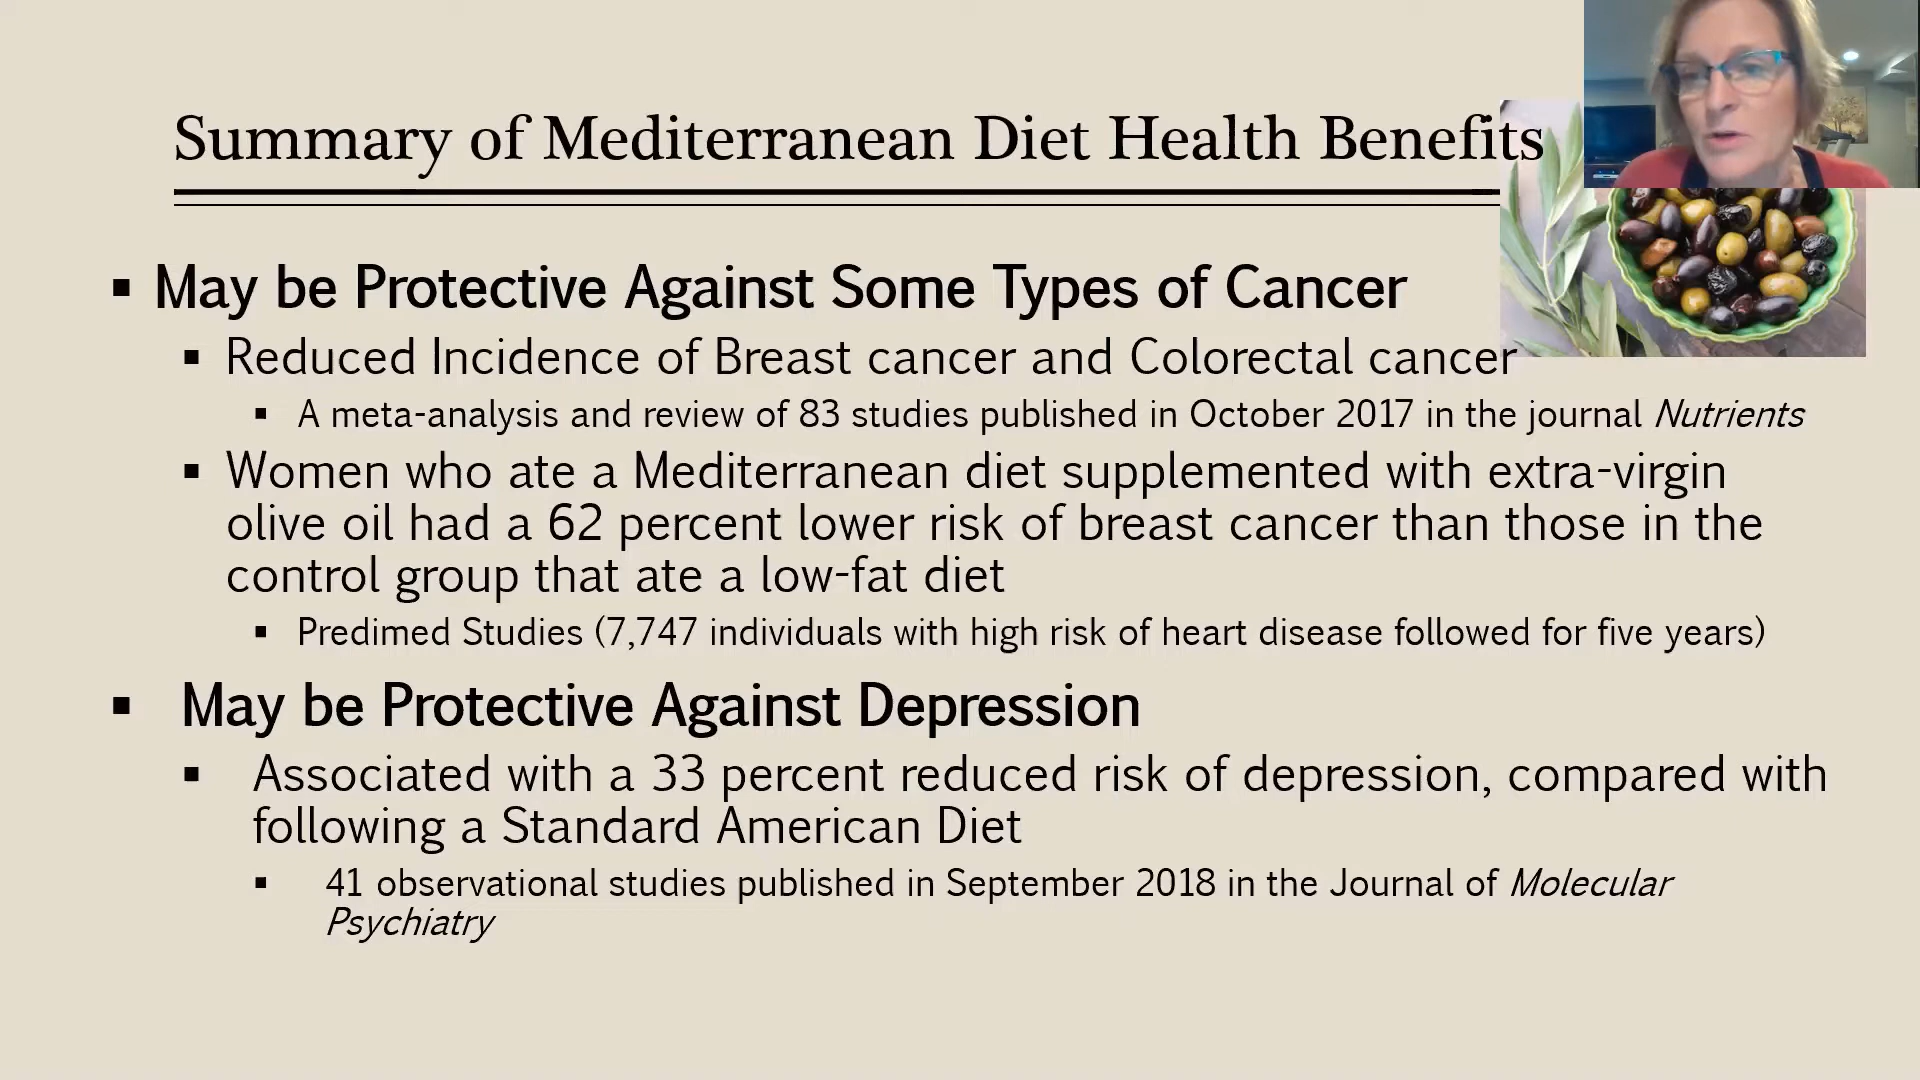 Summary of Mediterranean Diet Health Benefits
▪ May be Protective Against Some Types of Cancer
▪ Reduced Incidence of Breast cancer and Colorectal cancer
▪ A meta-analysis and review of 83 studies published in October 2017 in the journal Nutrients
▪ Women who ate a Mediterranean diet supplemented with extra-virgin
olive oil had a 62 percent lower risk of breast cancer than those in the
control group that ate a low-fat diet
▪ Predimed Studies (7,747 individuals with high risk of heart disease followed for five years)
▪ May be Protective Against Depression
▪ Associated with a 33 percent reduced risk of depression, compared with
following a Standard American Diet
▪ 41 observational studies published in September 2018 in the Journal of Molecular
Psychiatry